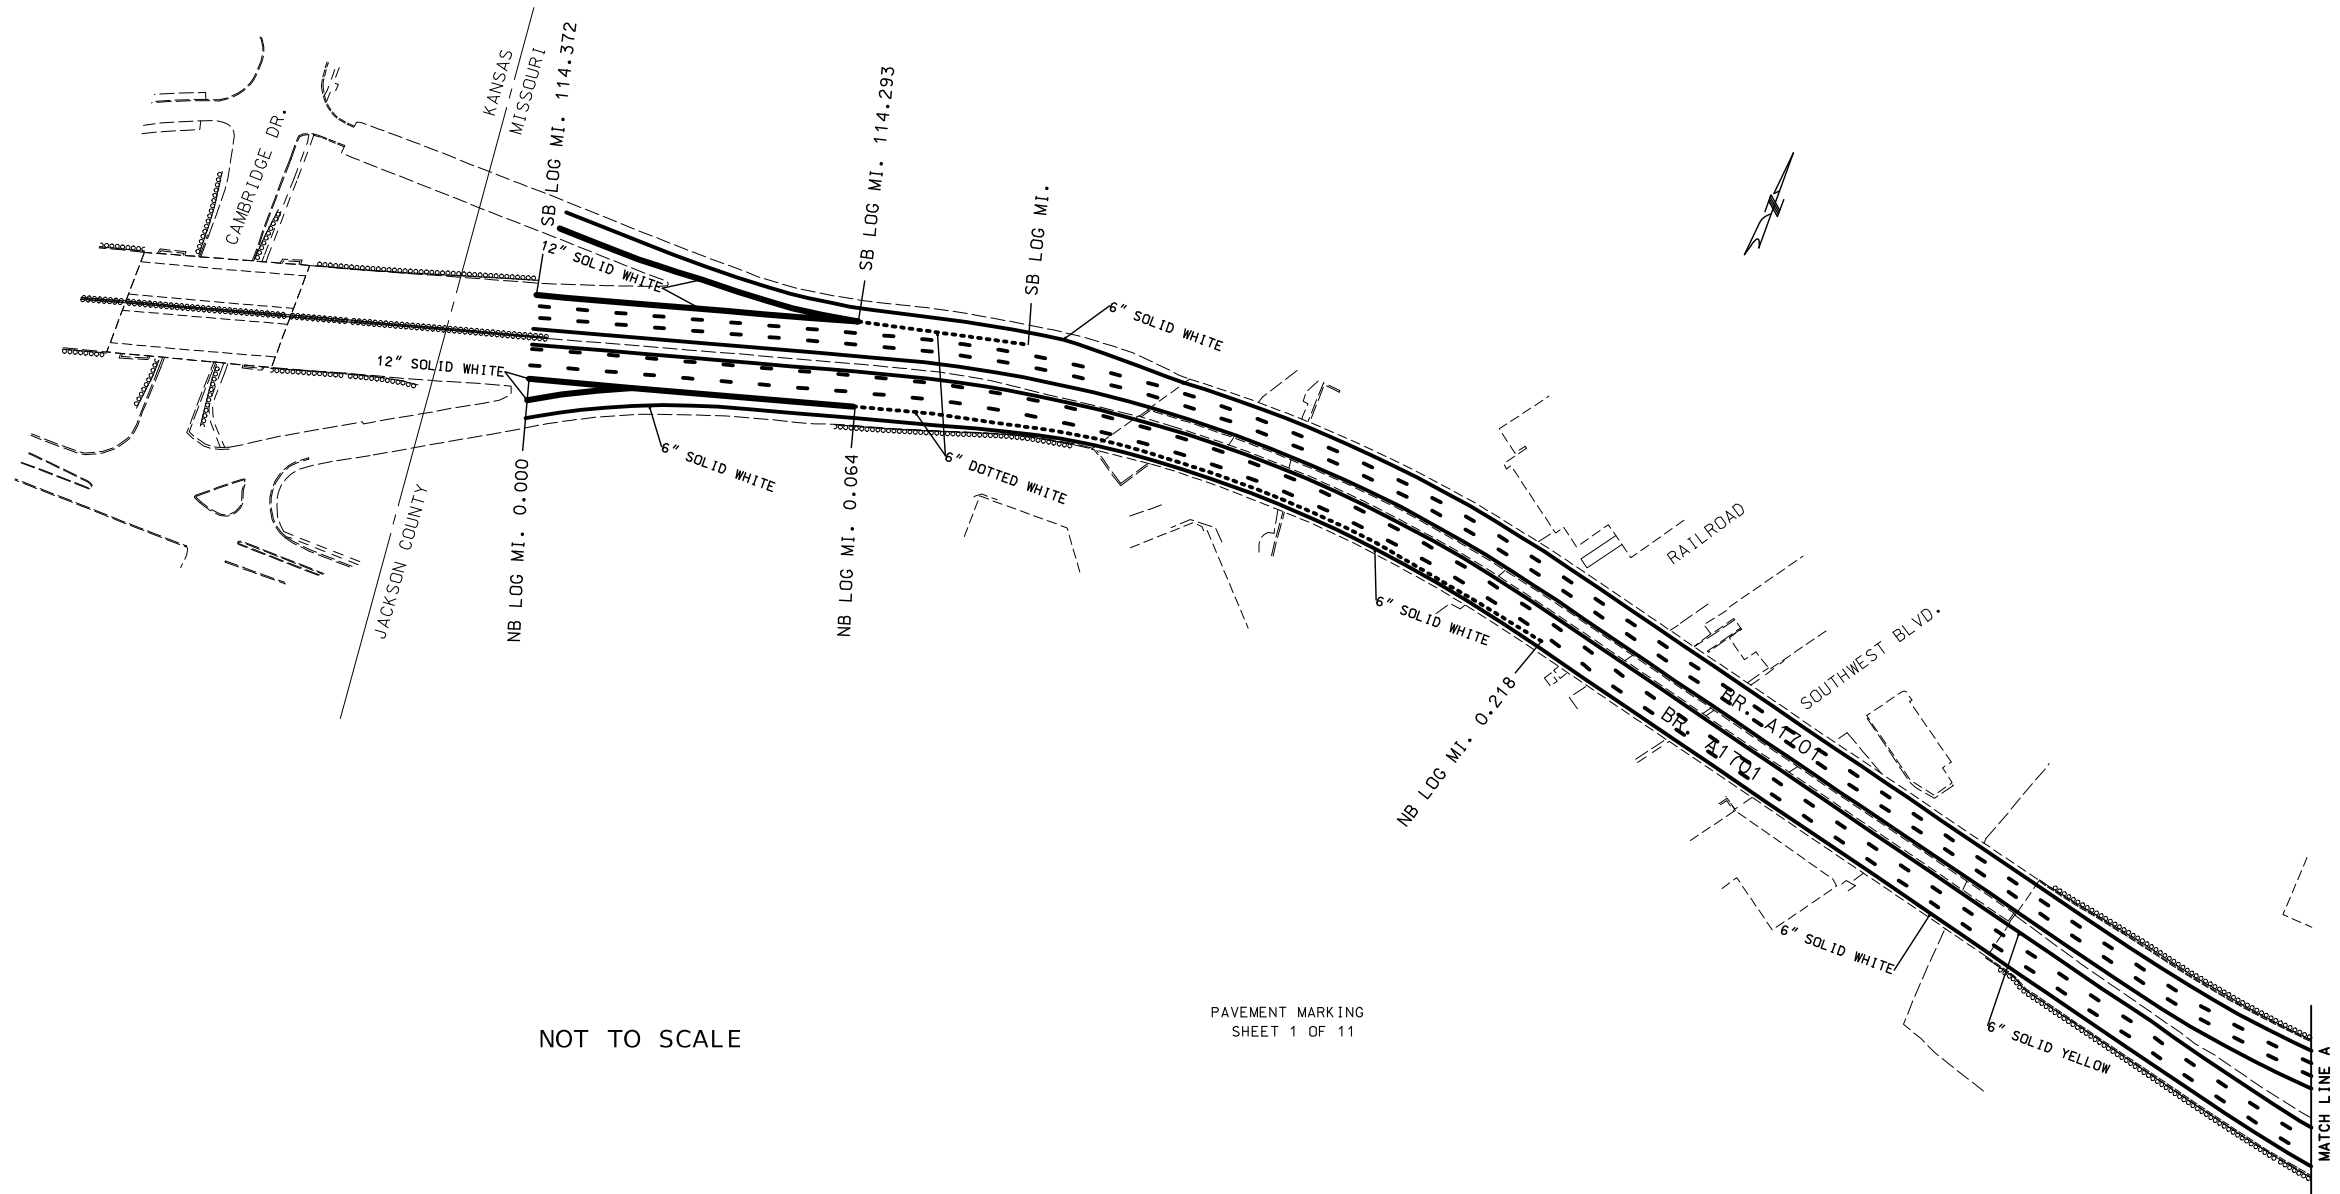 KANSAS
MISSOURI
SB LOG MI. 114.372
SB LOG MI. 114.293
SB LOG MI.
CAMBRIDGE DR.
12" SOLID WHITE
6" SOLID WHITE
12" SOLID WHITE
6" SOLID WHITE
6" DOTTED WHITE
JACKSON COUNTY
NB LOG MI. 0.000
NB LOG MI. 0.064
RAILROAD
6" SOLID WHITE
SOUTHWEST BLVD.
NB LOG MI. 0.218
BR. A1701
BR. A1701
6" SOLID WHITE
6" SOLID YELLOW
NOT TO SCALE
PAVEMENT MARKING
SHEET 1 OF 11
MATCH LINE A
N